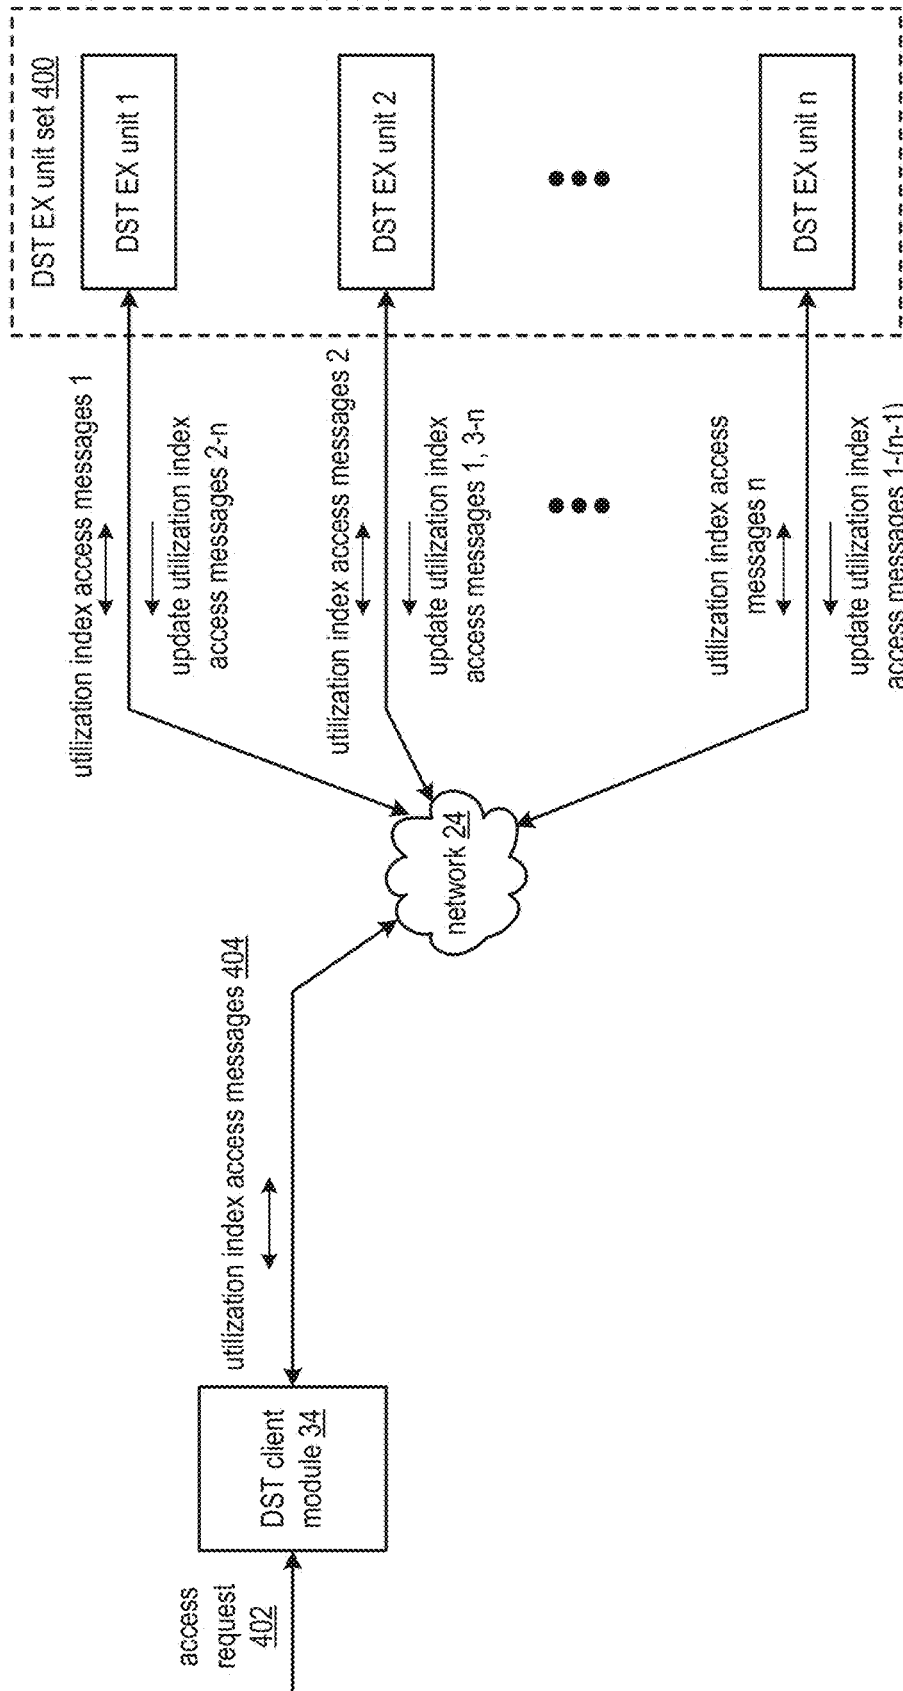 access
request
402
DST client
module 34
utilization index access messages 404
network 24
DST EX unit set 400
utilization index access messages 1
update utilization index
access messages 2-n
DST EX unit 1
utilization index access messages 2
update utilization index
access messages 1, 3-n
DST EX unit 2
utilization index access
messages n
update utilization index
access messages 1-(n-1)
DST EX unit n